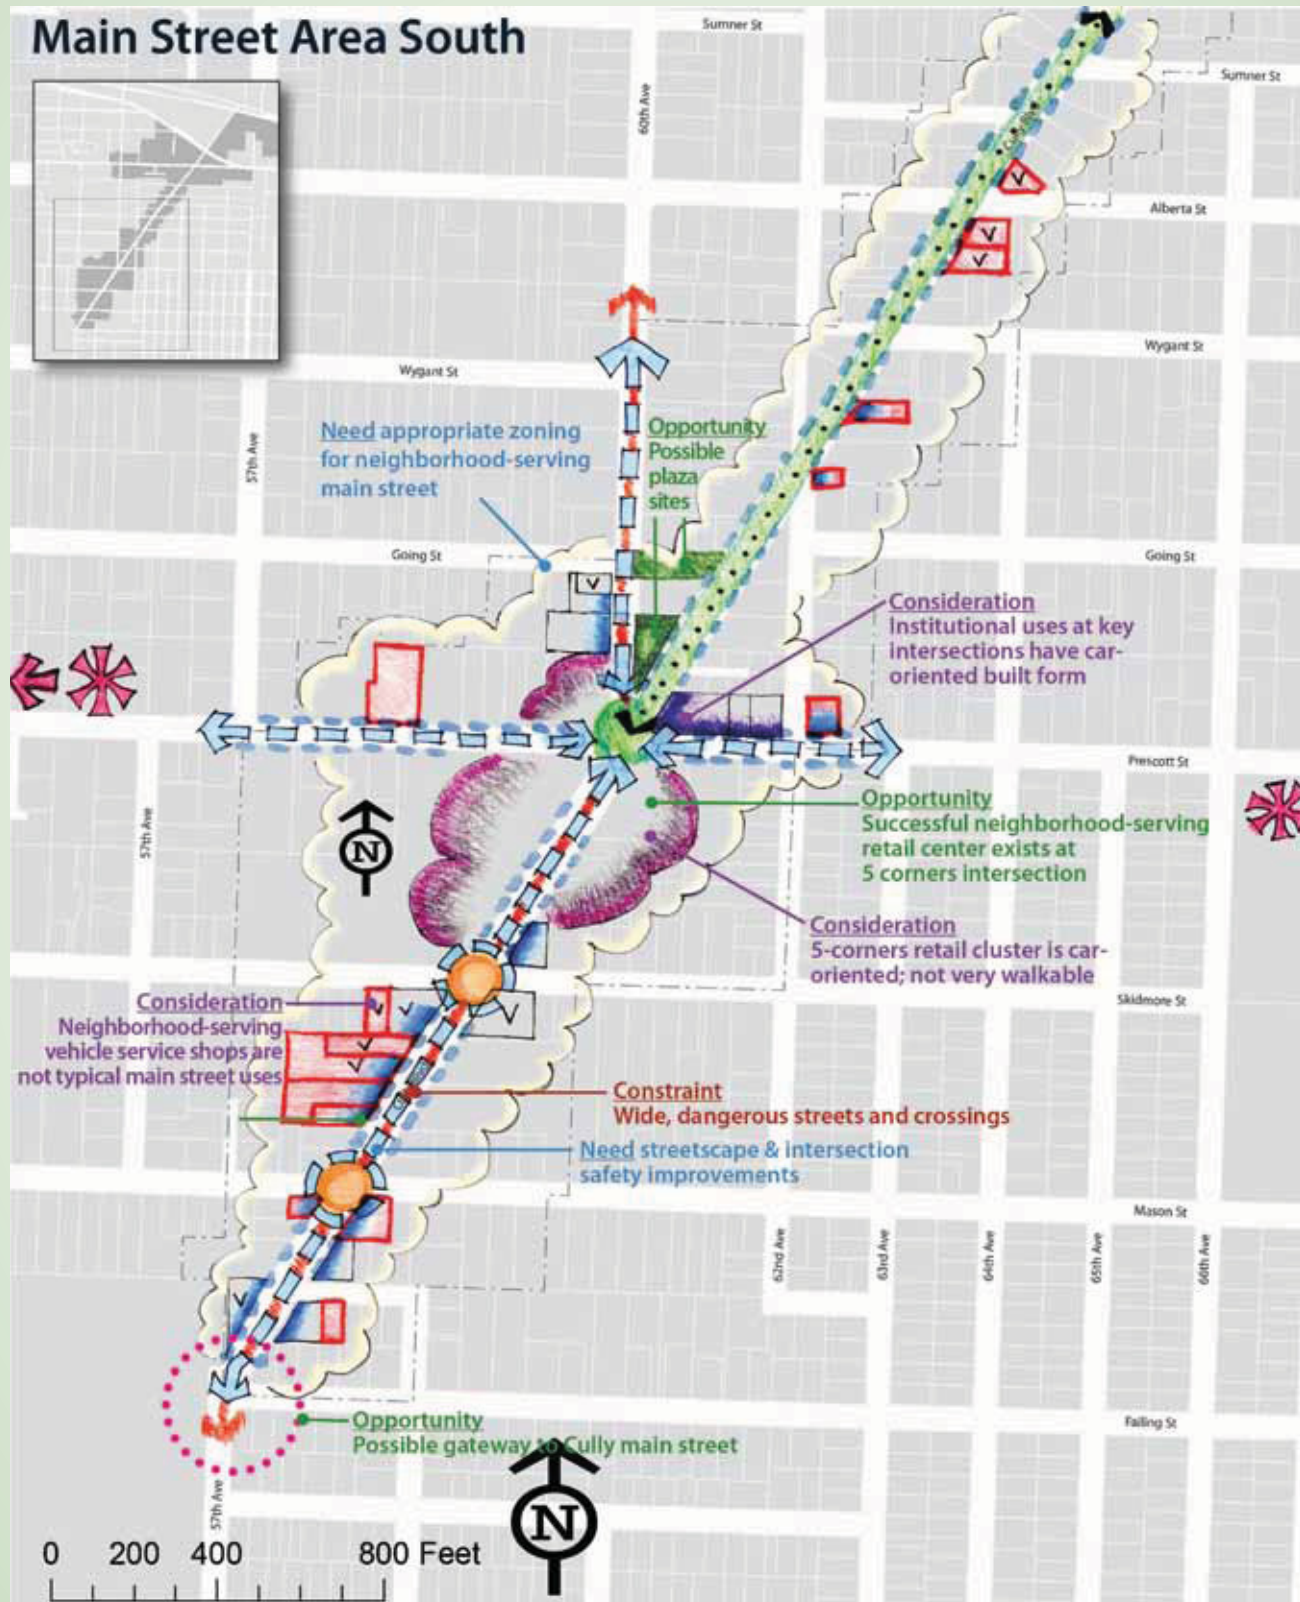 Main Street Area South
Sumner St
Sumner St
60th Ave
Alberta St
Wygant St
Wygant St
57th Ave
Need appropriate zoning
for neighborhood-serving
main street
Opportunity
Possible
plaza
sites
Going St
Going St
Consideration
Institutional uses at key
intersections have car-
oriented built form
Prescott St
57th Ave
N
Opportunity
Successful neighborhood-serving
retail center exists at
5 corners intersection
Consideration
5-corners retail cluster is car-
oriented; not very walkable
Skidmore St
Consideration
Neighborhood-serving
vehicle service shops are
not typical main street uses
Constraint
Wide, dangerous streets and crossings
Need streetscape & intersection
safety improvements
Mason St
62nd Ave
63rd Ave
64th Ave
65th Ave
66th Ave
Failing St
Opportunity
Possible gateway to Cully main street
57th Ave
N
0 200 400 800 Feet